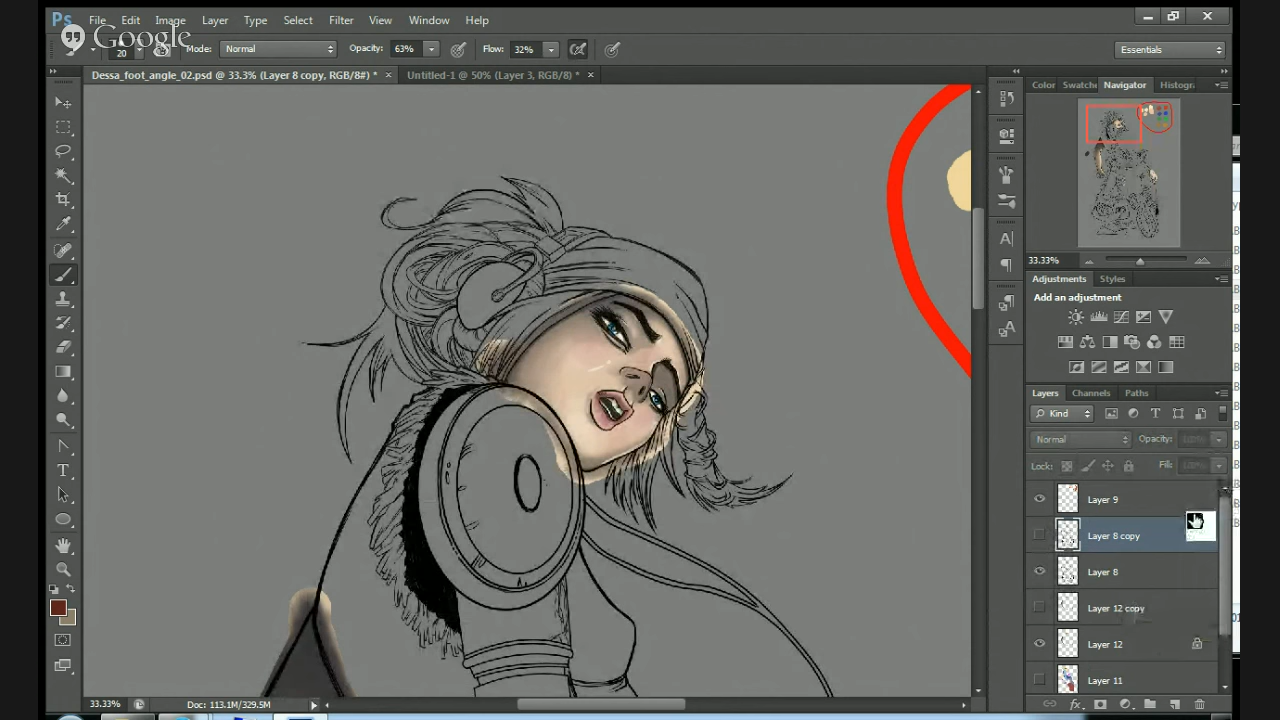 Ps File Edit Image Layer Type Select Filter View Window Help
Google
20 Mode: Normal Opacity: 63% Flow: 32% Essentials
Dessa_foot_angle_02.psd @ 33.3% (Layer 8 copy, RGB/8#) * × Untitled-1 @ 50% (Layer 3, RGB/8) * ×
Color Swatche Navigator Histogr
33.33%
Adjustments Styles
Add an adjustment
Layers Channels Paths
Kind
Normal Opacity:
Lock: Fill:
Layer 9
Layer 8 copy
Layer 8
Layer 12 copy
Layer 12
Layer 11
33.33% Doc: 113.1M/329.5M